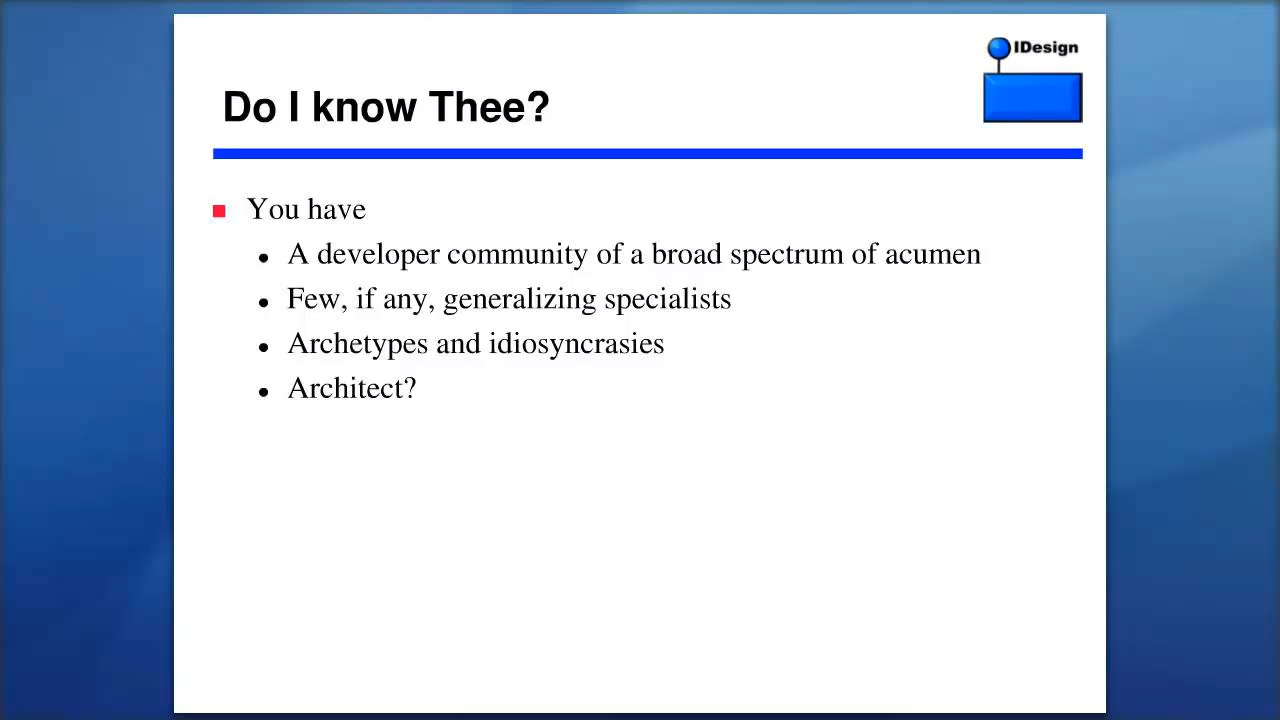 IDesign
Do I know Thee?
You have
A developer community of a broad spectrum of acumen
Few, if any, generalizing specialists
Archetypes and idiosyncrasies
Architect?